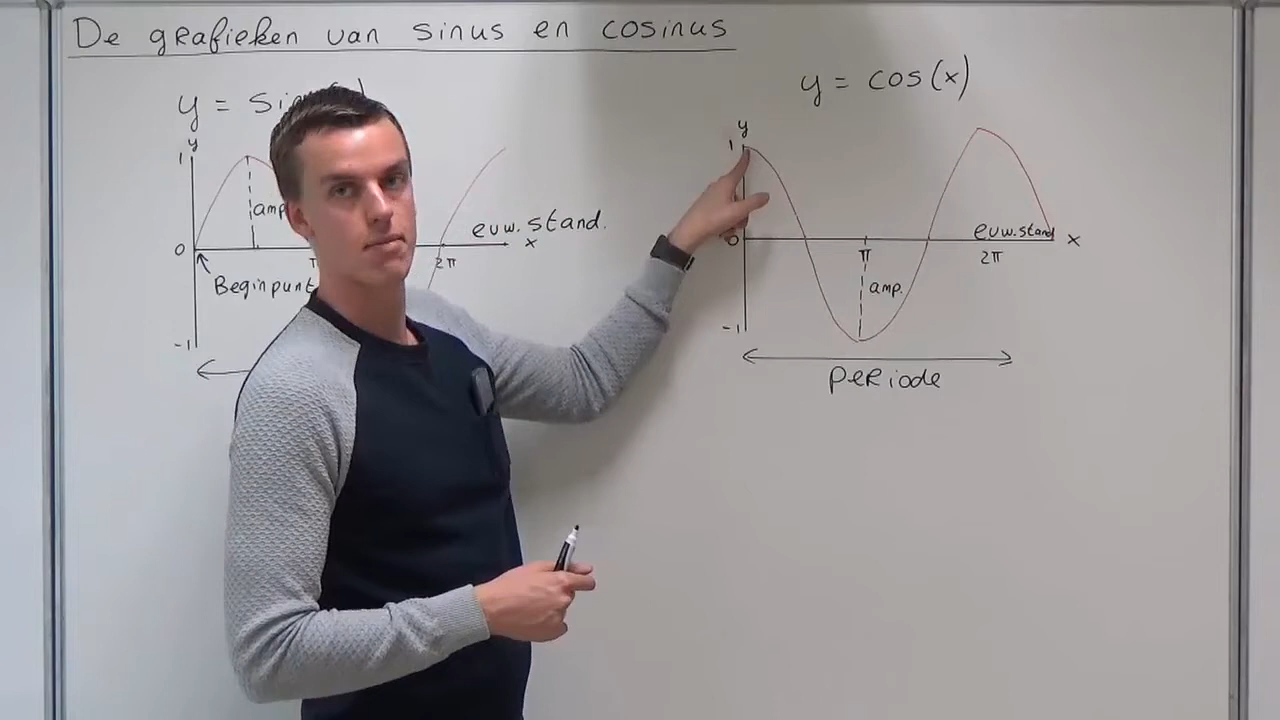 De grafieken van sinus en cosinus
y = sin(x)
y
1
amp
0
π
2π
euw. stand.
x
Beginpunt
-1
y = cos(x)
y
1
0
π
amp.
euw. stand
2π
x
-1
Periode